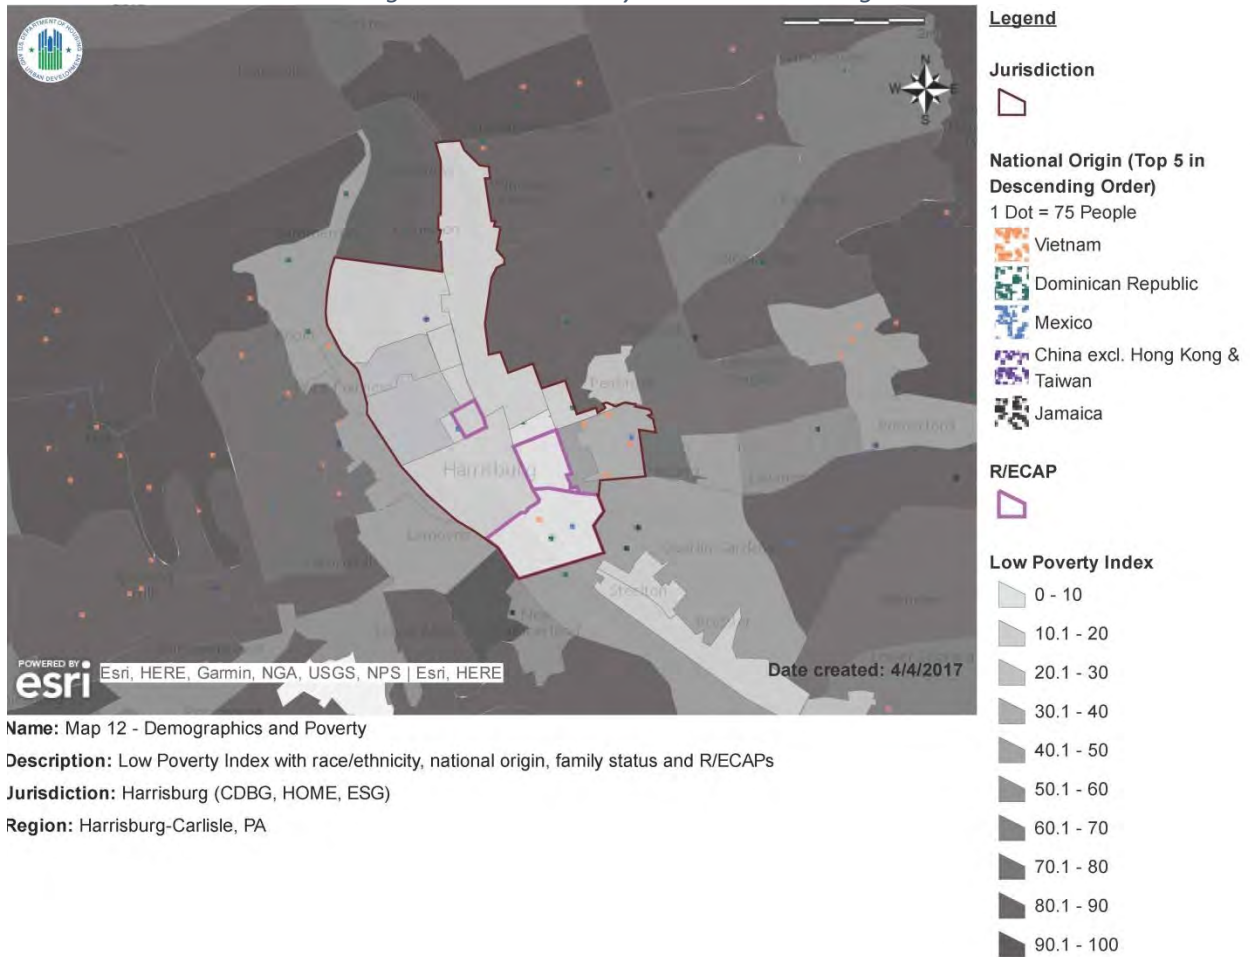 Legend
Jurisdiction
National Origin (Top 5 in
Descending Order)
1 Dot = 75 People
Vietnam
Dominican Republic
Mexico
China excl. Hong Kong &
Taiwan
Jamaica
R/ECAP
Low Poverty Index
0 - 10
10.1 - 20
20.1 - 30
30.1 - 40
40.1 - 50
50.1 - 60
60.1 - 70
70.1 - 80
80.1 - 90
90.1 - 100
N
W
E
S
Harrisburg
Steelton
POWERED BY
esri
Esri, HERE, Garmin, NGA, USGS, NPS | Esri, HERE
Date created: 4/4/2017
Name: Map 12 - Demographics and Poverty
Description: Low Poverty Index with race/ethnicity, national origin, family status and R/ECAPs
Jurisdiction: Harrisburg (CDBG, HOME, ESG)
Region: Harrisburg-Carlisle, PA